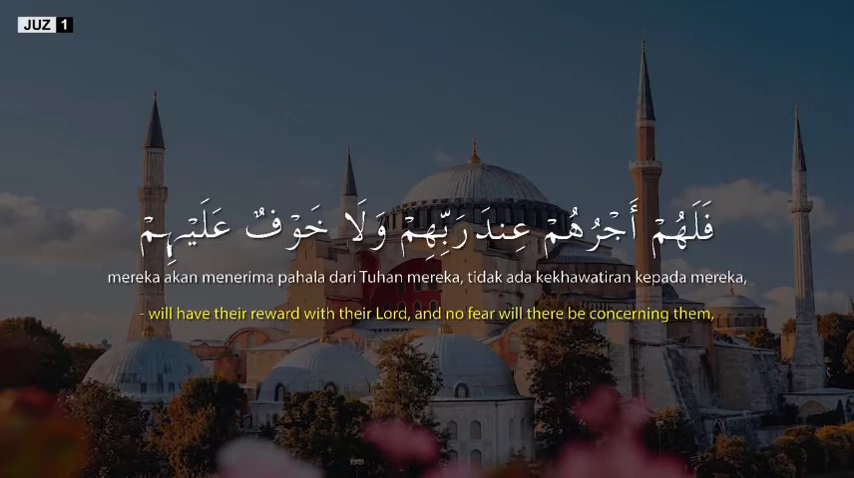 JUZ 1
فَلَهُمْ أَجْرُهُمْ عِندَ رَبِّهِمْ وَلَا خَوْفٌ عَلَيْهِمْ
mereka akan menerima pahala dari Tuhan mereka, tidak ada kekhawatiran kepada mereka,
- will have their reward with their Lord, and no fear will there be concerning them,